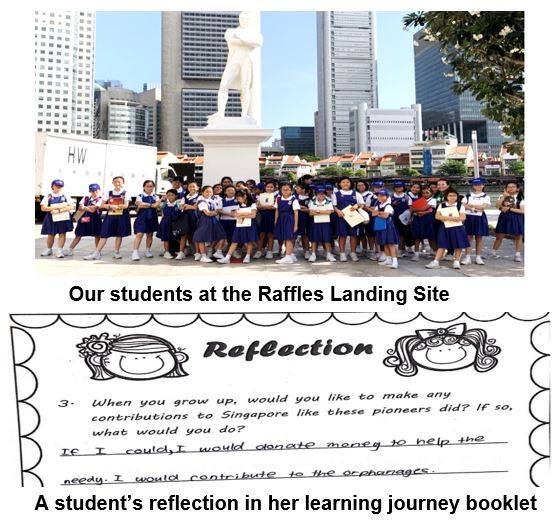 HW
Our students at the Raffles Landing Site
Reflection
3. When you grow up, would you like to make any
contributions to Singapore like these pioneers did? If so,
what would you do?
If I could, I would donate money to help the
needy. I would contribute to the orphanages.
A student's reflection in her learning journey booklet